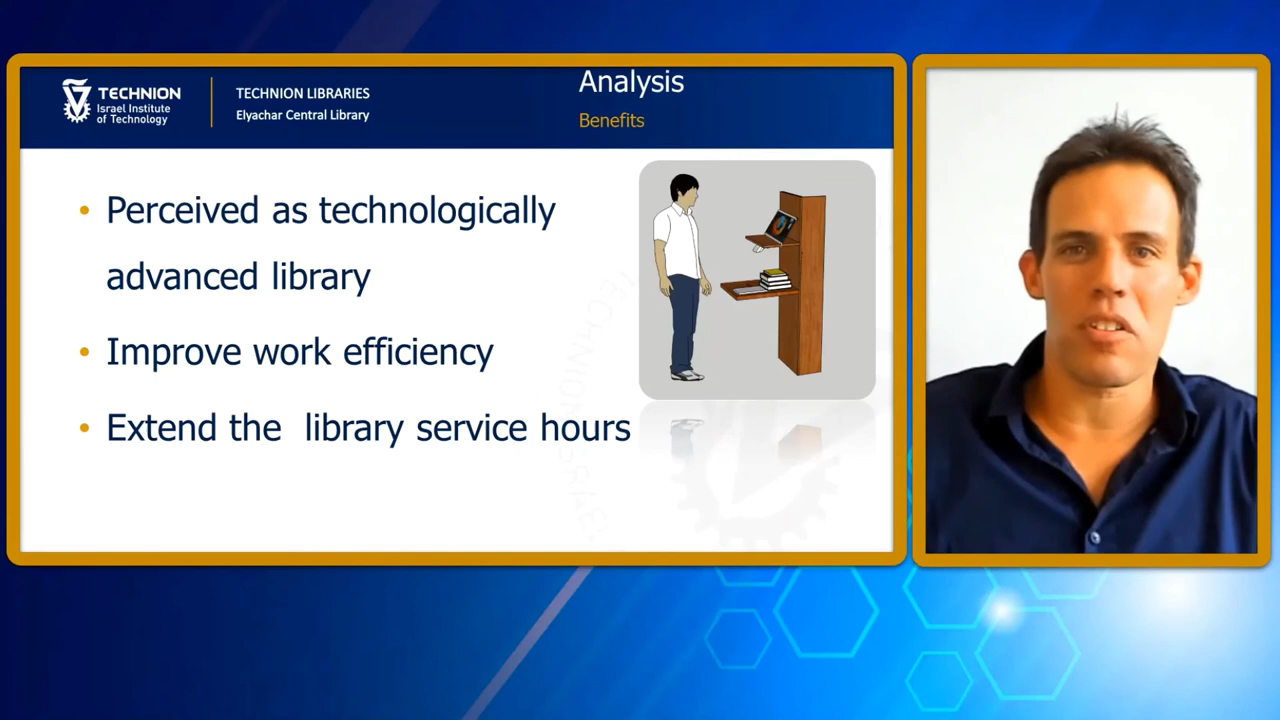 TECHNION
Israel Institute
of Technology
TECHNION LIBRARIES
Elyachar Central Library
Analysis
Benefits
• Perceived as technologically
advanced library
• Improve work efficiency
• Extend the  library service hours